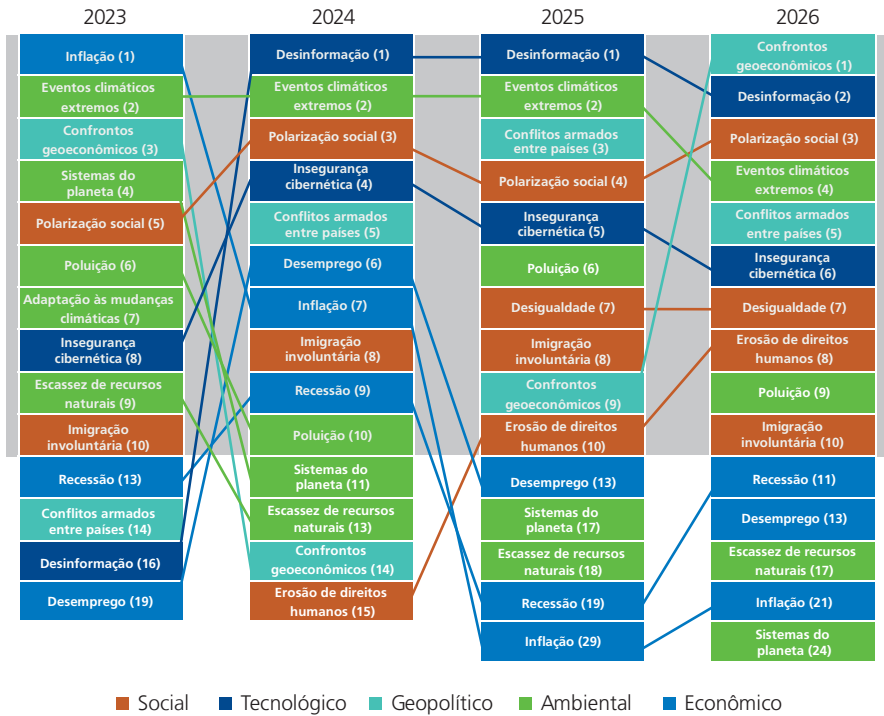 2023
2024
2025
2026
Inflação (1)
Eventos climáticos
extremos (2)
Confrontos
geoeconômicos (3)
Sistemas do
planeta (4)
Polarização social (5)
Poluição (6)
Adaptação às mudanças
climáticas (7)
Insegurança
cibernética (8)
Escassez de recursos
naturais (9)
Imigração
involuntária (10)
Recessão (13)
Conflitos armados
entre países (14)
Desinformação (16)
Desemprego (19)
Desinformação (1)
Eventos climáticos
extremos (2)
Polarização social (3)
Insegurança
cibernética (4)
Conflitos armados
entre países (5)
Desemprego (6)
Inflação (7)
Imigração
involuntária (8)
Recessão (9)
Poluição (10)
Sistemas do
planeta (11)
Escassez de recursos
naturais (13)
Confrontos
geoeconômicos (14)
Erosão de direitos
humanos (15)
Desinformação (1)
Eventos climáticos
extremos (2)
Conflitos armados
entre países (3)
Polarização social (4)
Insegurança
cibernética (5)
Poluição (6)
Desigualdade (7)
Imigração
involuntária (8)
Confrontos
geoeconômicos (9)
Erosão de direitos
humanos (10)
Desemprego (13)
Sistemas do
planeta (17)
Escassez de recursos
naturais (18)
Recessão (19)
Inflação (29)
Confrontos
geoeconômicos (1)
Desinformação (2)
Polarização social (3)
Eventos climáticos
extremos (4)
Conflitos armados
entre países (5)
Insegurança
cibernética (6)
Desigualdade (7)
Erosão de direitos
humanos (8)
Poluição (9)
Imigração
involuntária (10)
Recessão (11)
Desemprego (13)
Escassez de recursos
naturais (17)
Inflação (21)
Sistemas do
planeta (24)
Social
Tecnológico
Geopolítico
Ambiental
Econômico